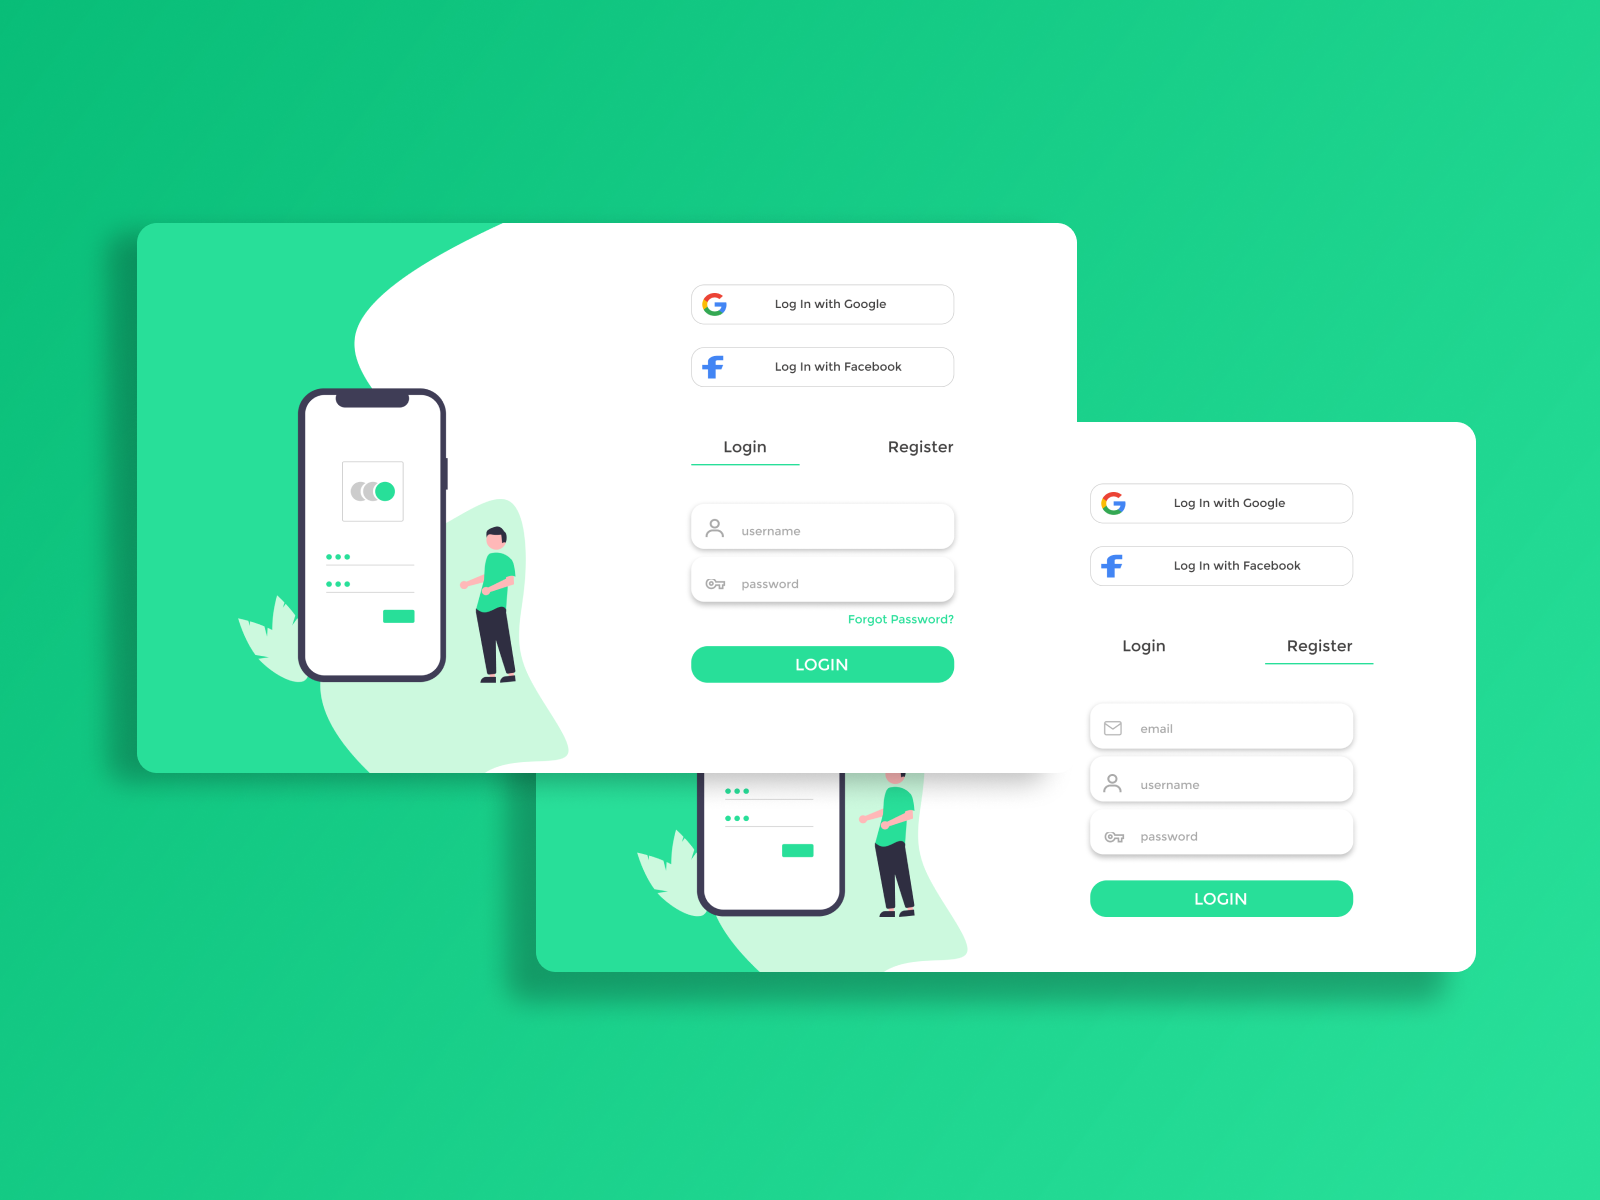 Log In with Google
Log In with Facebook
Login
Register
username
password
Forgot Password?
LOGIN
Log In with Google
Log In with Facebook
Login
Register
email
username
password
LOGIN